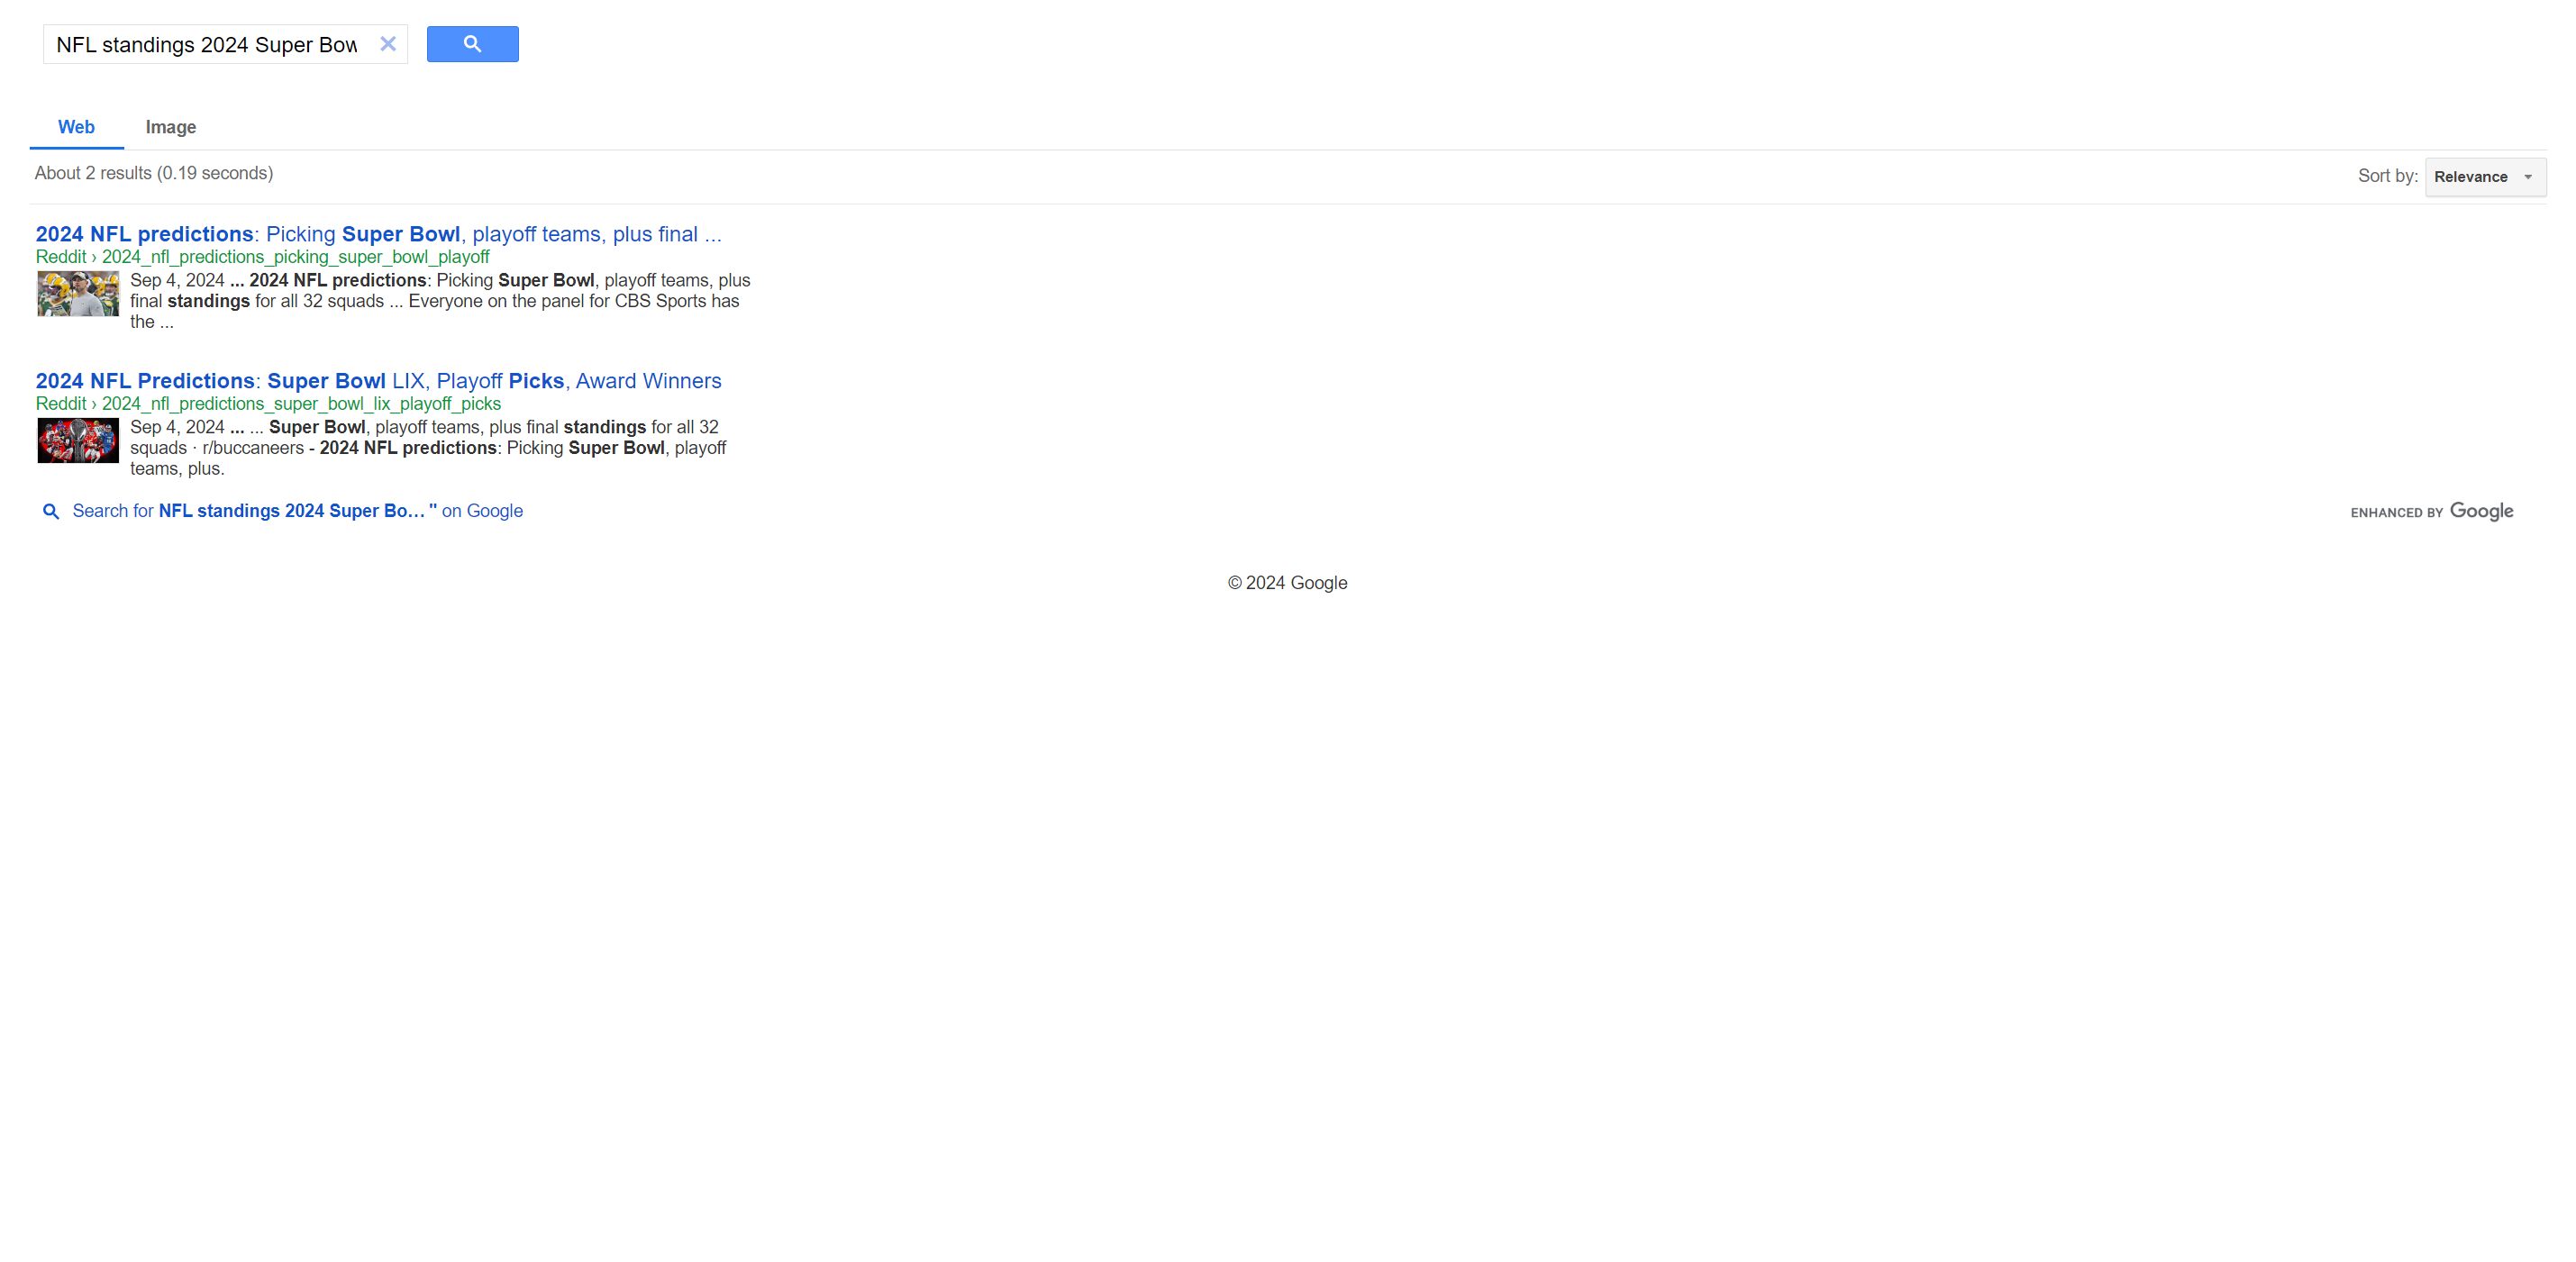 NFL standings 2024 Super Bow
Web Image
About 2 results (0.19 seconds)
Sort by: Relevance
2024 NFL predictions: Picking Super Bowl, playoff teams, plus final ...
Reddit › 2024_nfl_predictions_picking_super_bowl_playoff
Sep 4, 2024 ... 2024 NFL predictions: Picking Super Bowl, playoff teams, plus
final standings for all 32 squads ... Everyone on the panel for CBS Sports has
the ...
2024 NFL Predictions: Super Bowl LIX, Playoff Picks, Award Winners
Reddit › 2024_nfl_predictions_super_bowl_lix_playoff_picks
Sep 4, 2024 ... ... Super Bowl, playoff teams, plus final standings for all 32
squads · r/buccaneers - 2024 NFL predictions: Picking Super Bowl, playoff
teams, plus.
Search for NFL standings 2024 Super Bo… " on Google
ENHANCED BY Google
© 2024 Google